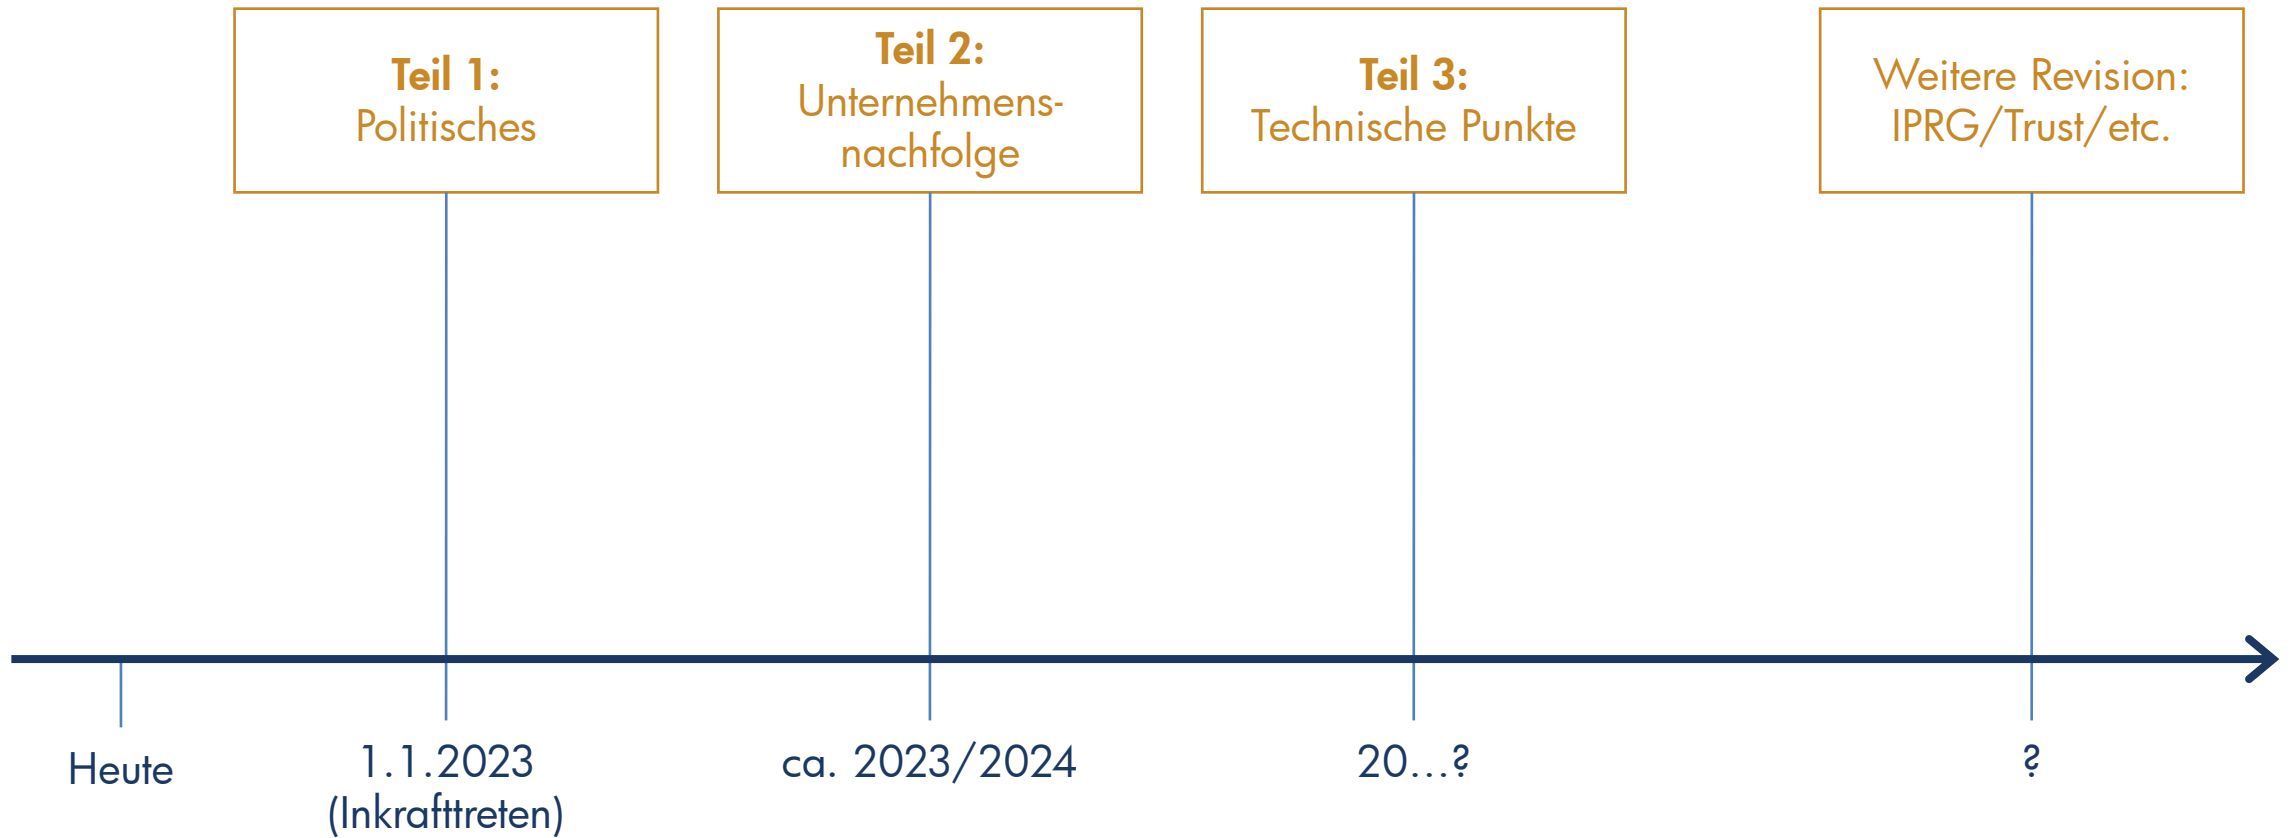 Teil 1:
Politisches
Teil 2:
Unternehmens-
nachfolge
Teil 3:
Technische Punkte
Weitere Revision:
IPRG/Trust/etc.
Heute
1.1.2023
(Inkrafttreten)
ca. 2023/2024
20...?
?